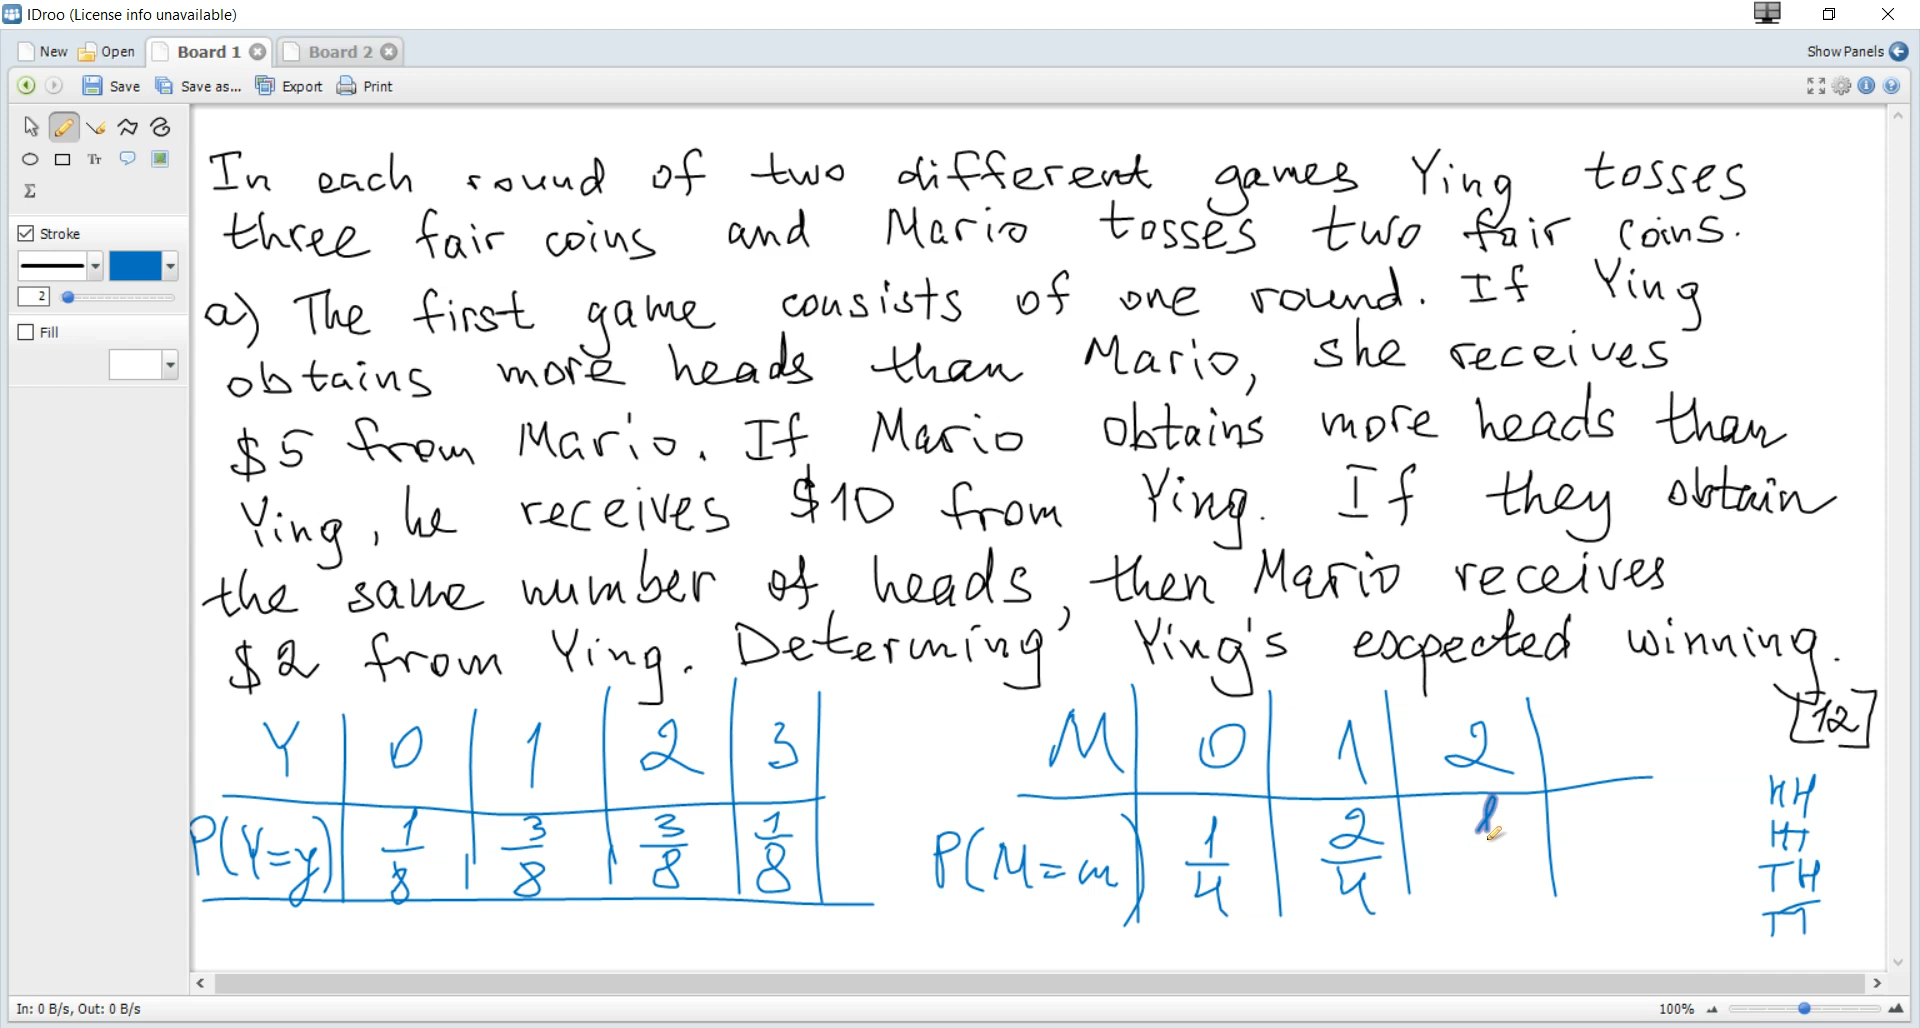 IDroo (License info unavailable)
New Open Board 1 Board 2 Show Panels
Save Save as... Export Print
Tт
Σ
Stroke
2
Fill
In each round of two different games Ying tosses
three fair coins and Mario tosses two fair coins.
a) The first game consists of one round. If Ying
obtains more heads than Mario, she receives
$5 from Mario. If Mario obtains more heads than
Ying, he receives $10 from Ying. If they obtain
the same number of heads, then Mario receives
$2 from Ying. Determing Ying's expected winning.
[12]
Y 0 1 2 3
P(Y=y) 1/8 3/8 3/8 1/8
M 0 1 2
P(M=m) 1/4 2/4
HH
HT
TH
TT
In: 0 B/s, Out: 0 B/s 100%